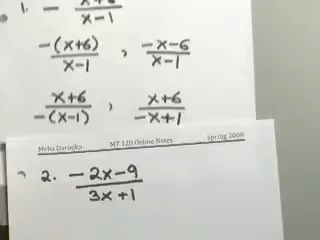 1. - x+6
x-1
-(x+6) , -x-6
x-1 x-1
x+6 , x+6
-(x-1) -x+1
MT 120 Online Notes Spring 2008
2. -2x-9
3x+1